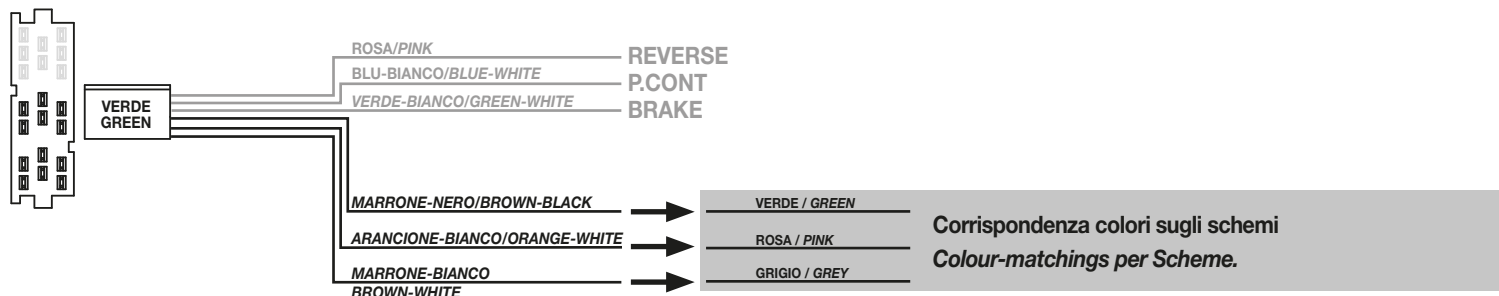 ROSA/PINK
REVERSE
BLU-BIANCO/BLUE-WHITE
P.CONT
VERDE-BIANCO/GREEN-WHITE
BRAKE
VERDE
GREEN
MARRONE-NERO/BROWN-BLACK
VERDE / GREEN
ARANCIONE-BIANCO/ORANGE-WHITE
ROSA / PINK
MARRONE-BIANCO
BROWN-WHITE
GRIGIO / GREY
Corrispondenza colori sugli schemi
Colour-matchings per Scheme.